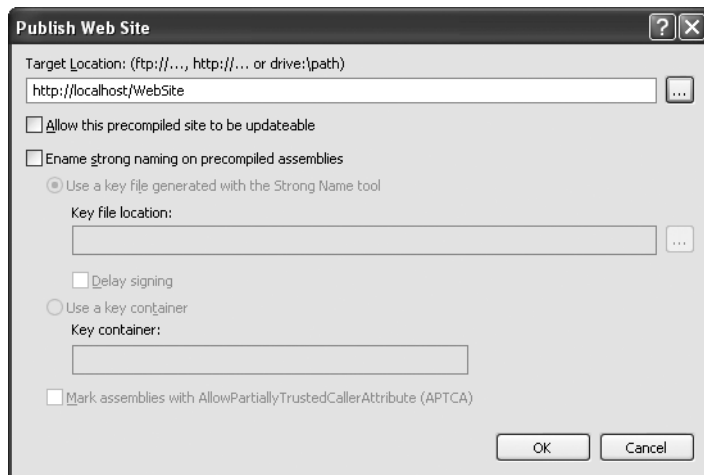 Publish Web Site
Target Location: (ftp://..., http://... or drive:\path)
http://localhost/WebSite
...
Allow this precompiled site to be updateable
Ename strong naming on precompiled assemblies
Use a key file generated with the Strong Name tool
Key file location:
...
Delay signing
Use a key container
Key container:
Mark assemblies with AllowPartiallyTrustedCallerAttribute (APTCA)
OK Cancel